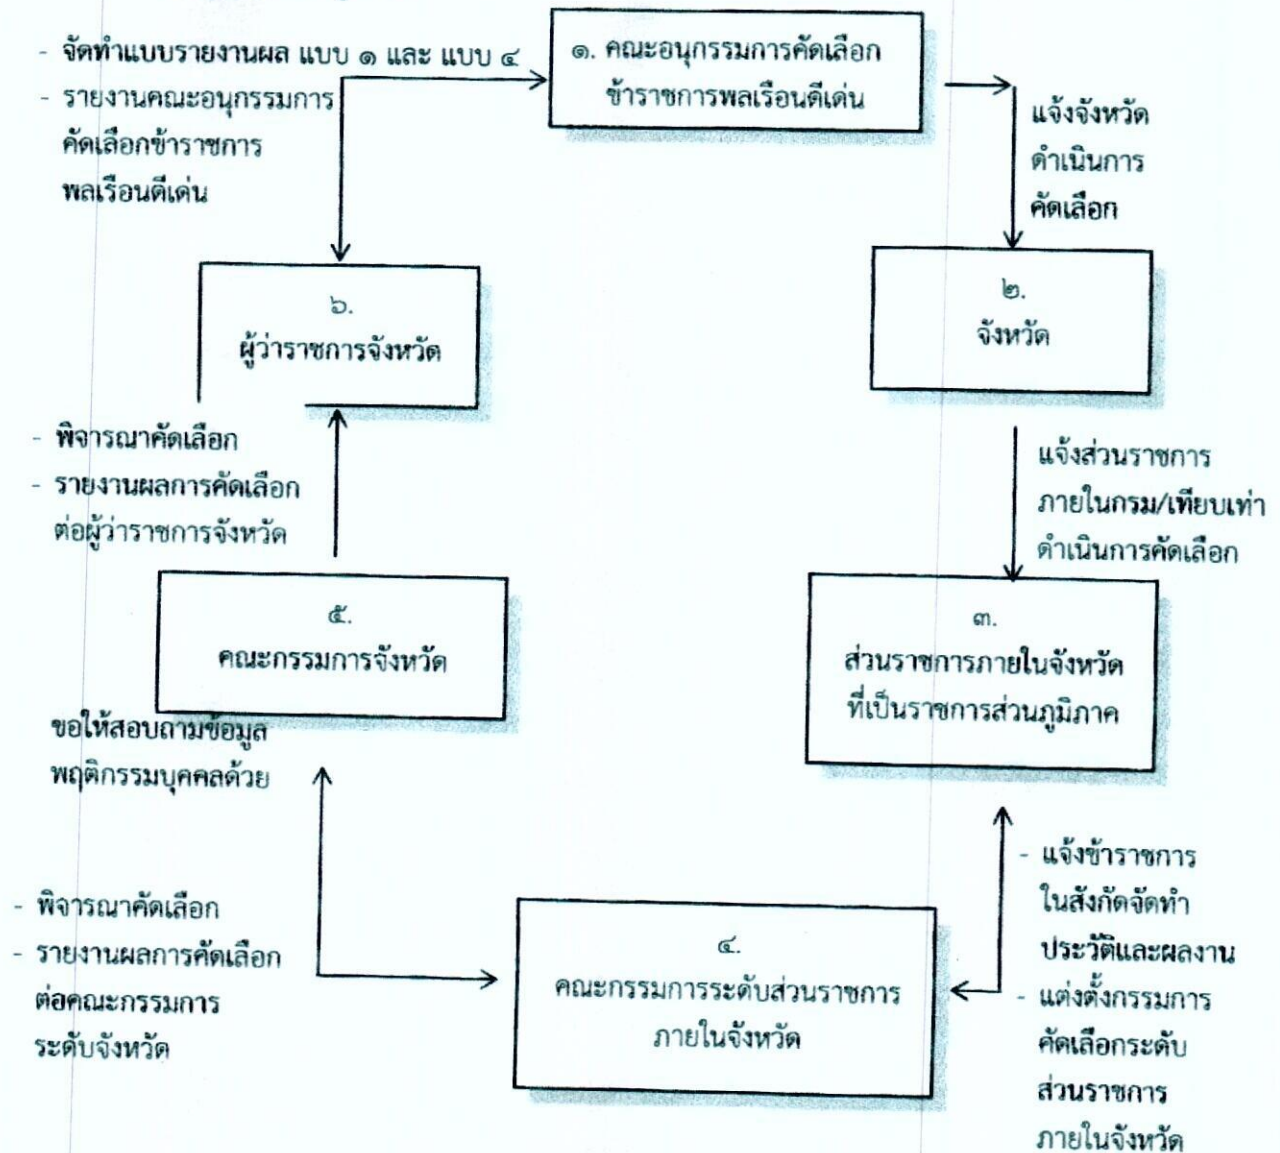 - จัดทำแบบรายงานผล แบบ ๑ และ แบบ ๔
- รายงานคณะอนุกรรมการ
คัดเลือกข้าราชการ
พลเรือนดีเด่น
๑. คณะอนุกรรมการคัดเลือก
ข้าราชการพลเรือนดีเด่น
แจ้งจังหวัด
ดำเนินการ
คัดเลือก
๒.
จังหวัด
แจ้งส่วนราชการ
ภายในกรม/เทียบเท่า
ดำเนินการคัดเลือก
๓.
ส่วนราชการภายในจังหวัด
ที่เป็นราชการส่วนภูมิภาค
- แจ้งข้าราชการ
ในสังกัดจัดทำ
ประวัติและผลงาน
- แต่งตั้งกรรมการ
คัดเลือกระดับ
ส่วนราชการ
ภายในจังหวัด
๔.
คณะกรรมการระดับส่วนราชการ
ภายในจังหวัด
- พิจารณาคัดเลือก
- รายงานผลการคัดเลือก
ต่อคณะกรรมการ
ระดับจังหวัด
ขอให้สอบถามข้อมูล
พฤติกรรมบุคคลด้วย
๕.
คณะกรรมการจังหวัด
- พิจารณาคัดเลือก
- รายงานผลการคัดเลือก
ต่อผู้ว่าราชการจังหวัด
๖.
ผู้ว่าราชการจังหวัด